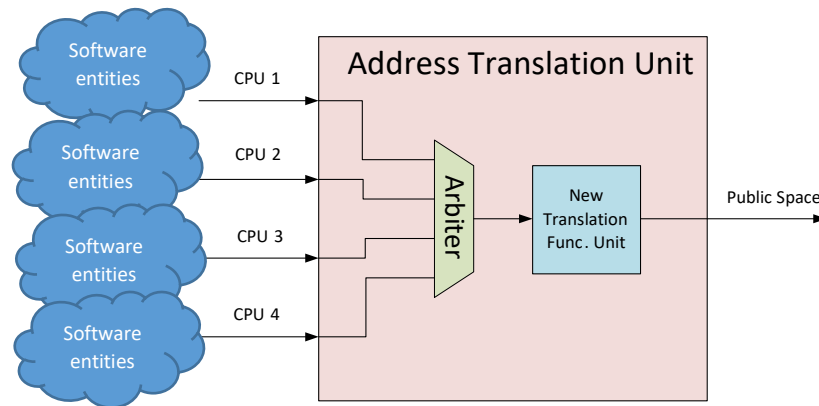 Software
entities
CPU 1
Address Translation Unit
Software
entities
CPU 2
Arbiter
New
Translation
Func. Unit
Public Space
Software
entities
CPU 3
Software
entities
CPU 4